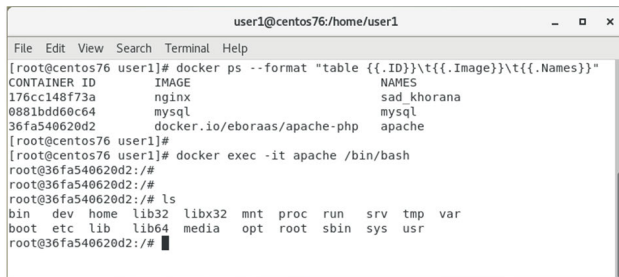 user1@centos76:/home/user1
File Edit View Search Terminal Help
[root@centos76 user1]# docker ps --format "table {{.ID}}\t{{.Image}}\t{{.Names}}"
CONTAINER ID IMAGE NAMES
176cc148f73a nginx sad_khorana
0881bdd60c64 mysql mysql
36fa540620d2 docker.io/eboraas/apache-php apache
[root@centos76 user1]#
[root@centos76 user1]# docker exec -it apache /bin/bash
root@36fa540620d2:/#
root@36fa540620d2:/#
root@36fa540620d2:/# ls
bin dev home lib32 libx32 mnt proc run srv tmp var
boot etc lib lib64 media opt root sbin sys usr
root@36fa540620d2:/#